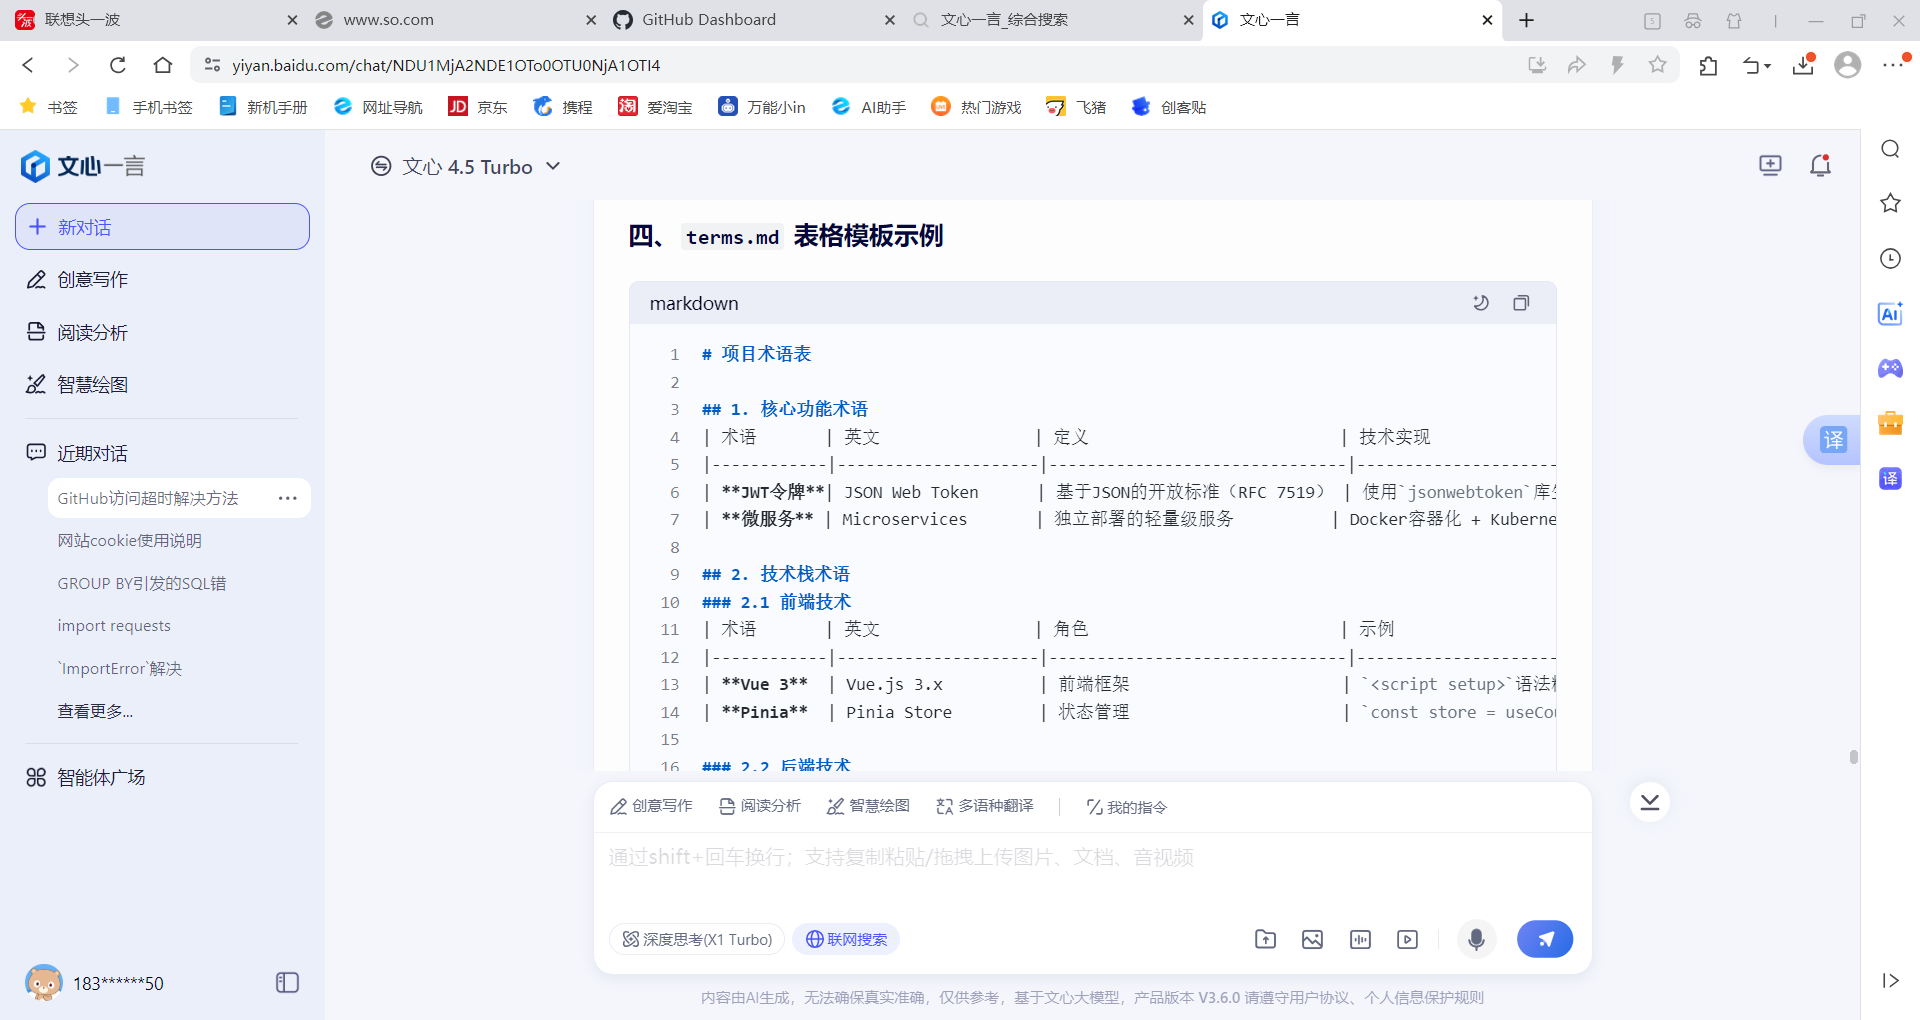 联想头一波
www.so.com
GitHub Dashboard
文心一言_综合搜索
文心一言
yiyan.baidu.com/chat/NDU1MjA2NDE1OTo0OTU0NjA1OTI4
书签 手机书签 新机手册 网址导航 京东 携程 爱淘宝 万能小in AI助手 热门游戏 飞猪 创客贴
文心一言
新对话
创意写作
阅读分析
智慧绘图
近期对话
GitHub访问超时解决方法
网站cookie使用说明
GROUP BY引发的SQL错
import requests
`ImportError`解决
查看更多...
智能体广场
183******50
文心 4.5 Turbo
四、 terms.md 表格模板示例
markdown
1 # 项目术语表
2
3 ## 1. 核心功能术语
4 | 术语 | 英文 | 定义 | 技术实现
5 |------------|---------------------|-------------------------------|---------------------
6 | **JWT令牌**| JSON Web Token | 基于JSON的开放标准（RFC 7519） | 使用`jsonwebtoken`库
7 | **微服务** | Microservices | 独立部署的轻量级服务 | Docker容器化 + Kuberne
8
9 ## 2. 技术栈术语
10 ### 2.1 前端技术
11 | 术语 | 英文 | 角色 | 示例
12 |------------|---------------------|-------------------------------|---------------------
13 | **Vue 3** | Vue.js 3.x | 前端框架 | `<script setup>`语法
14 | **Pinia** | Pinia Store | 状态管理 | `const store = useCou
15
16 ### 2.2 后端技术
创意写作 阅读分析 智慧绘图 多语种翻译 我的指令
通过shift+回车换行；支持复制粘贴/拖拽上传图片、文档、音视频
深度思考(X1 Turbo) 联网搜索
内容由AI生成，无法确保真实准确，仅供参考，基于文心大模型，产品版本 V3.6.0 请遵守用户协议、个人信息保护规则
译
译